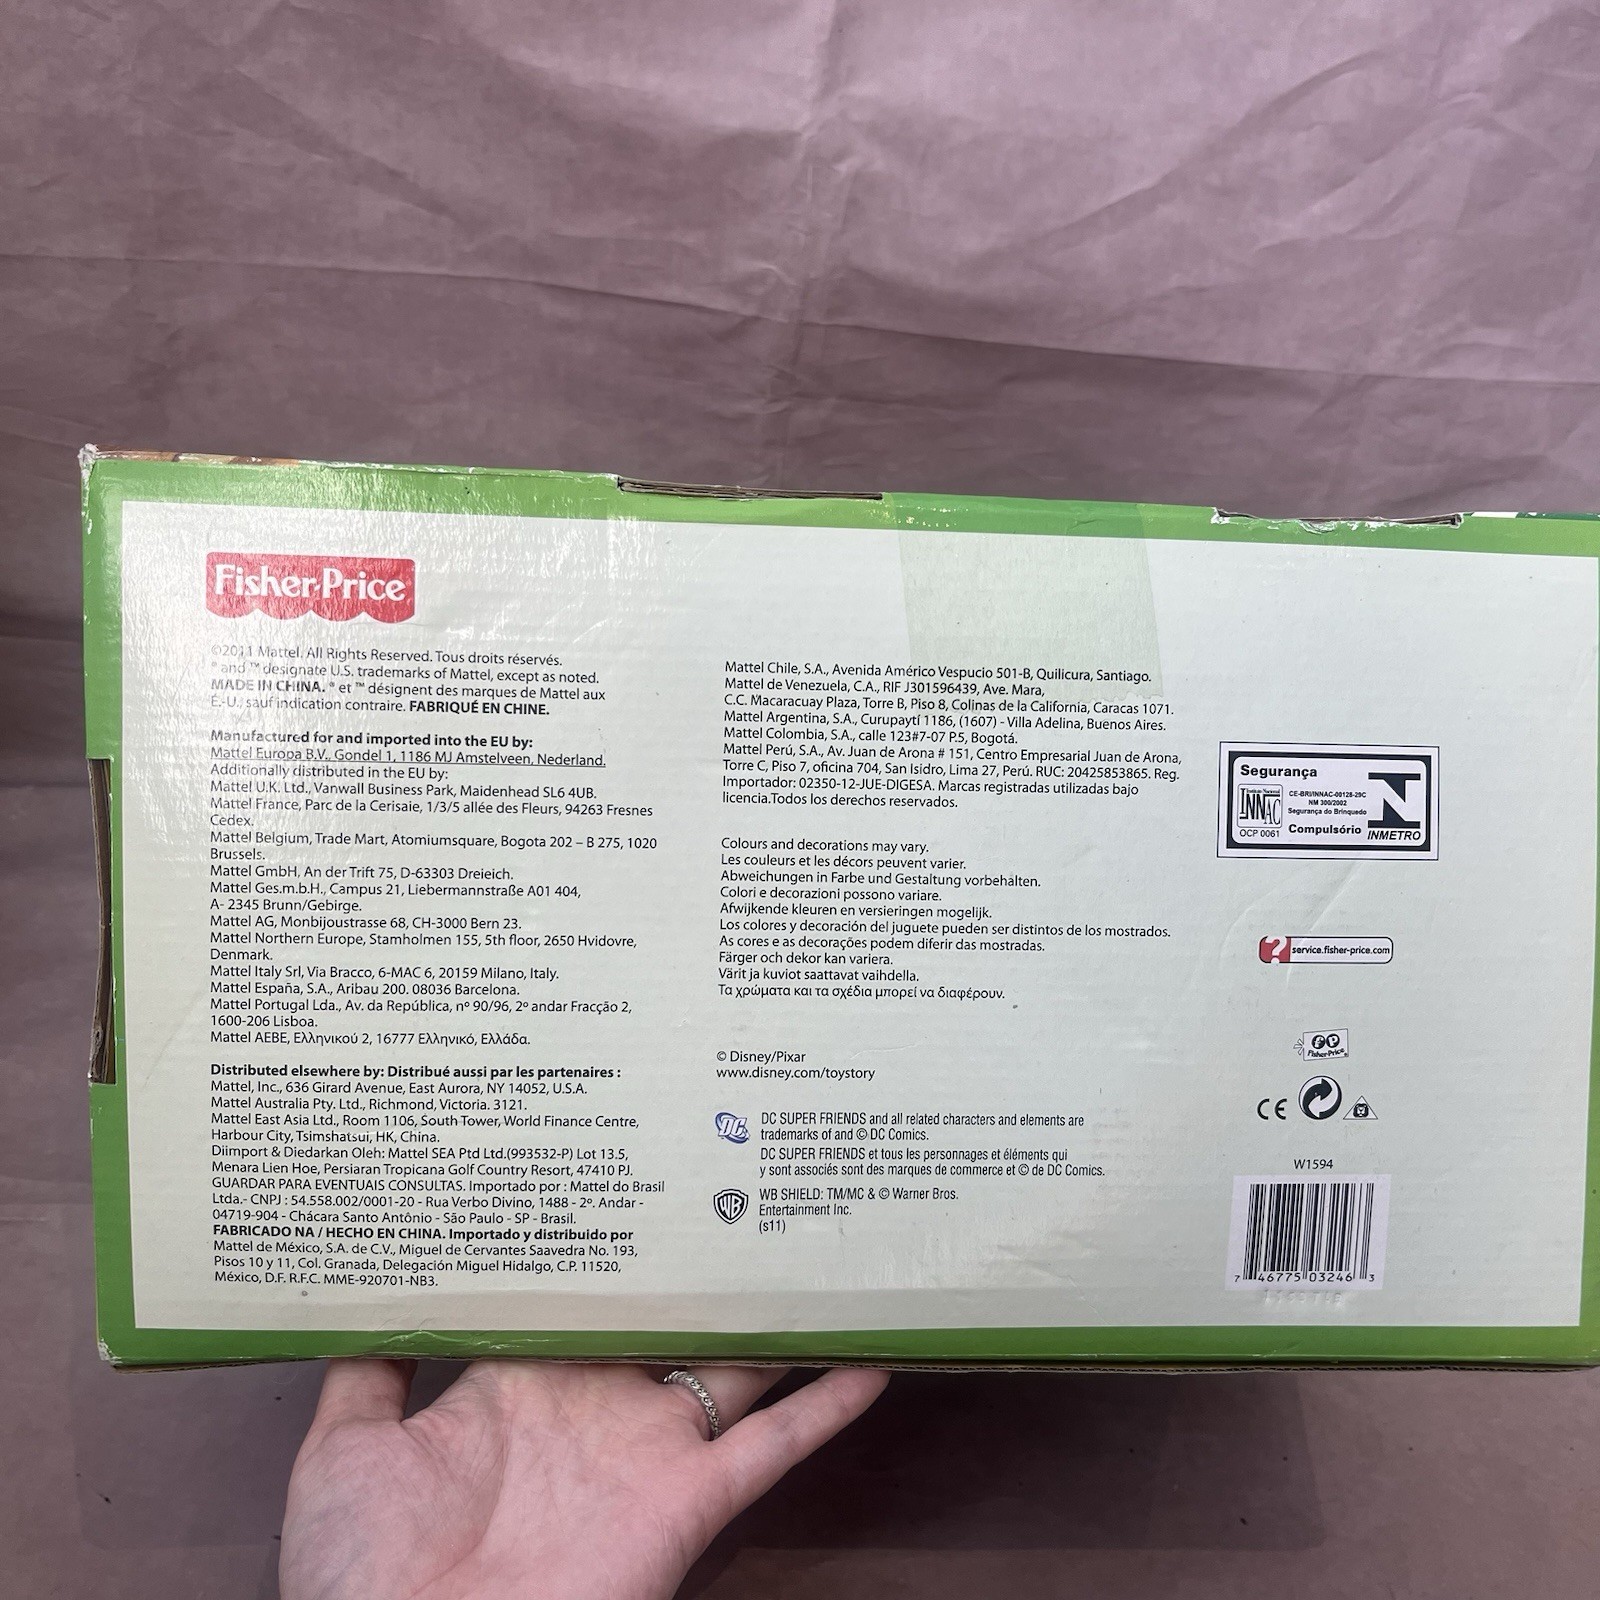 Fisher-Price
©2011 Mattel. All Rights Reserved. Tous droits réservés.
® and ™ designate U.S. trademarks of Mattel, except as noted.
MADE IN CHINA. ® et ™ désignent des marques de Mattel aux
É.-U., sauf indication contraire. FABRIQUÉ EN CHINE.
Manufactured for and imported into the EU by:
Mattel Europa B.V., Gondel 1, 1186 MJ Amstelveen, Nederland.
Additionally distributed in the EU by:
Mattel U.K. Ltd., Vanwall Business Park, Maidenhead SL6 4UB.
Mattel France, Parc de la Cerisaie, 1/3/5 allée des Fleurs, 94263 Fresnes
Cedex.
Mattel Belgium, Trade Mart, Atomiumsquare, Bogota 202 – B 275, 1020
Brussels.
Mattel GmbH, An der Trift 75, D-63303 Dreieich.
Mattel Ges.m.b.H., Campus 21, Liebermannstraße A01 404,
A- 2345 Brunn/Gebirge.
Mattel AG, Monbijoustrasse 68, CH-3000 Bern 23.
Mattel Northern Europe, Stamholmen 155, 5th floor, 2650 Hvidovre,
Denmark.
Mattel Italy Srl, Via Bracco, 6-MAC 6, 20159 Milano, Italy.
Mattel España, S.A., Aribau 200. 08036 Barcelona.
Mattel Portugal Lda., Av. da República, nº 90/96, 2º andar Fracção 2,
1600-206 Lisboa.
Mattel AEBE, Ελληνικού 2, 16777 Ελληνικό, Ελλάδα.
Distributed elsewhere by: Distribué aussi par les partenaires :
Mattel, Inc., 636 Girard Avenue, East Aurora, NY 14052, U.S.A.
Mattel Australia Pty. Ltd., Richmond, Victoria. 3121.
Mattel East Asia Ltd., Room 1106, South Tower, World Finance Centre,
Harbour City, Tsimshatsui, HK, China.
Diimport & Diedarkan Oleh: Mattel SEA Ptd Ltd.(993532-P) Lot 13.5,
Menara Lien Hoe, Persiaran Tropicana Golf Country Resort, 47410 PJ.
GUARDAR PARA EVENTUAIS CONSULTAS. Importado por : Mattel do Brasil
Ltda.- CNPJ : 54.558.002/0001-20 - Rua Verbo Divino, 1488 - 2º. Andar -
04719-904 - Chácara Santo Antônio - São Paulo - SP - Brasil.
FABRICADO NA / HECHO EN CHINA. Importado y distribuido por
Mattel de México, S.A. de C.V., Miguel de Cervantes Saavedra No. 193,
Pisos 10 y 11, Col. Granada, Delegación Miguel Hidalgo, C.P. 11520,
México, D.F. R.F.C. MME-920701-NB3.
Mattel Chile, S.A., Avenida Américo Vespucio 501-B, Quilicura, Santiago.
Mattel de Venezuela, C.A., RIF J301596439, Ave. Mara,
C.C. Macaracuay Plaza, Torre B, Piso 8, Colinas de la California, Caracas 1071.
Mattel Argentina, S.A., Curupaytí 1186, (1607) - Villa Adelina, Buenos Aires.
Mattel Colombia, S.A., calle 123#7-07 P.5, Bogotá.
Mattel Perú, S.A., Av. Juan de Arona # 151, Centro Empresarial Juan de Arona,
Torre C, Piso 7, oficina 704, San Isidro, Lima 27, Perú. RUC: 20425853865. Reg.
Importador: 02350-12-JUE-DIGESA. Marcas registradas utilizadas bajo
licencia.Todos los derechos reservados.
Colours and decorations may vary.
Les couleurs et les décors peuvent varier.
Abweichungen in Farbe und Gestaltung vorbehalten.
Colori e decorazioni possono variare.
Afwijkende kleuren en versieringen mogelijk.
Los colores y decoración del juguete pueden ser distintos de los mostrados.
As cores e as decorações podem diferir das mostradas.
Färger och dekor kan variera.
Värit ja kuviot saattavat vaihdella.
Τα χρώματα και τα σχέδια μπορεί να διαφέρουν.
© Disney/Pixar
www.disney.com/toystory
DC
DC SUPER FRIENDS and all related characters and elements are
trademarks of and © DC Comics.
DC SUPER FRIENDS et tous les personnages et éléments qui
y sont associés sont des marques de commerce et © de DC Comics.
WB
WB SHIELD: TM/MC & © Warner Bros.
Entertainment Inc.
(s11)
Segurança
INNAC
OCP 0061
CE-BRI/INNAC-00128-29C
NM 300/2002
Segurança do Brinquedo
Compulsório
INMETRO
? service.fisher-price.com
fP
Fisher-Price
CE
W1594
7 46775 03246 3